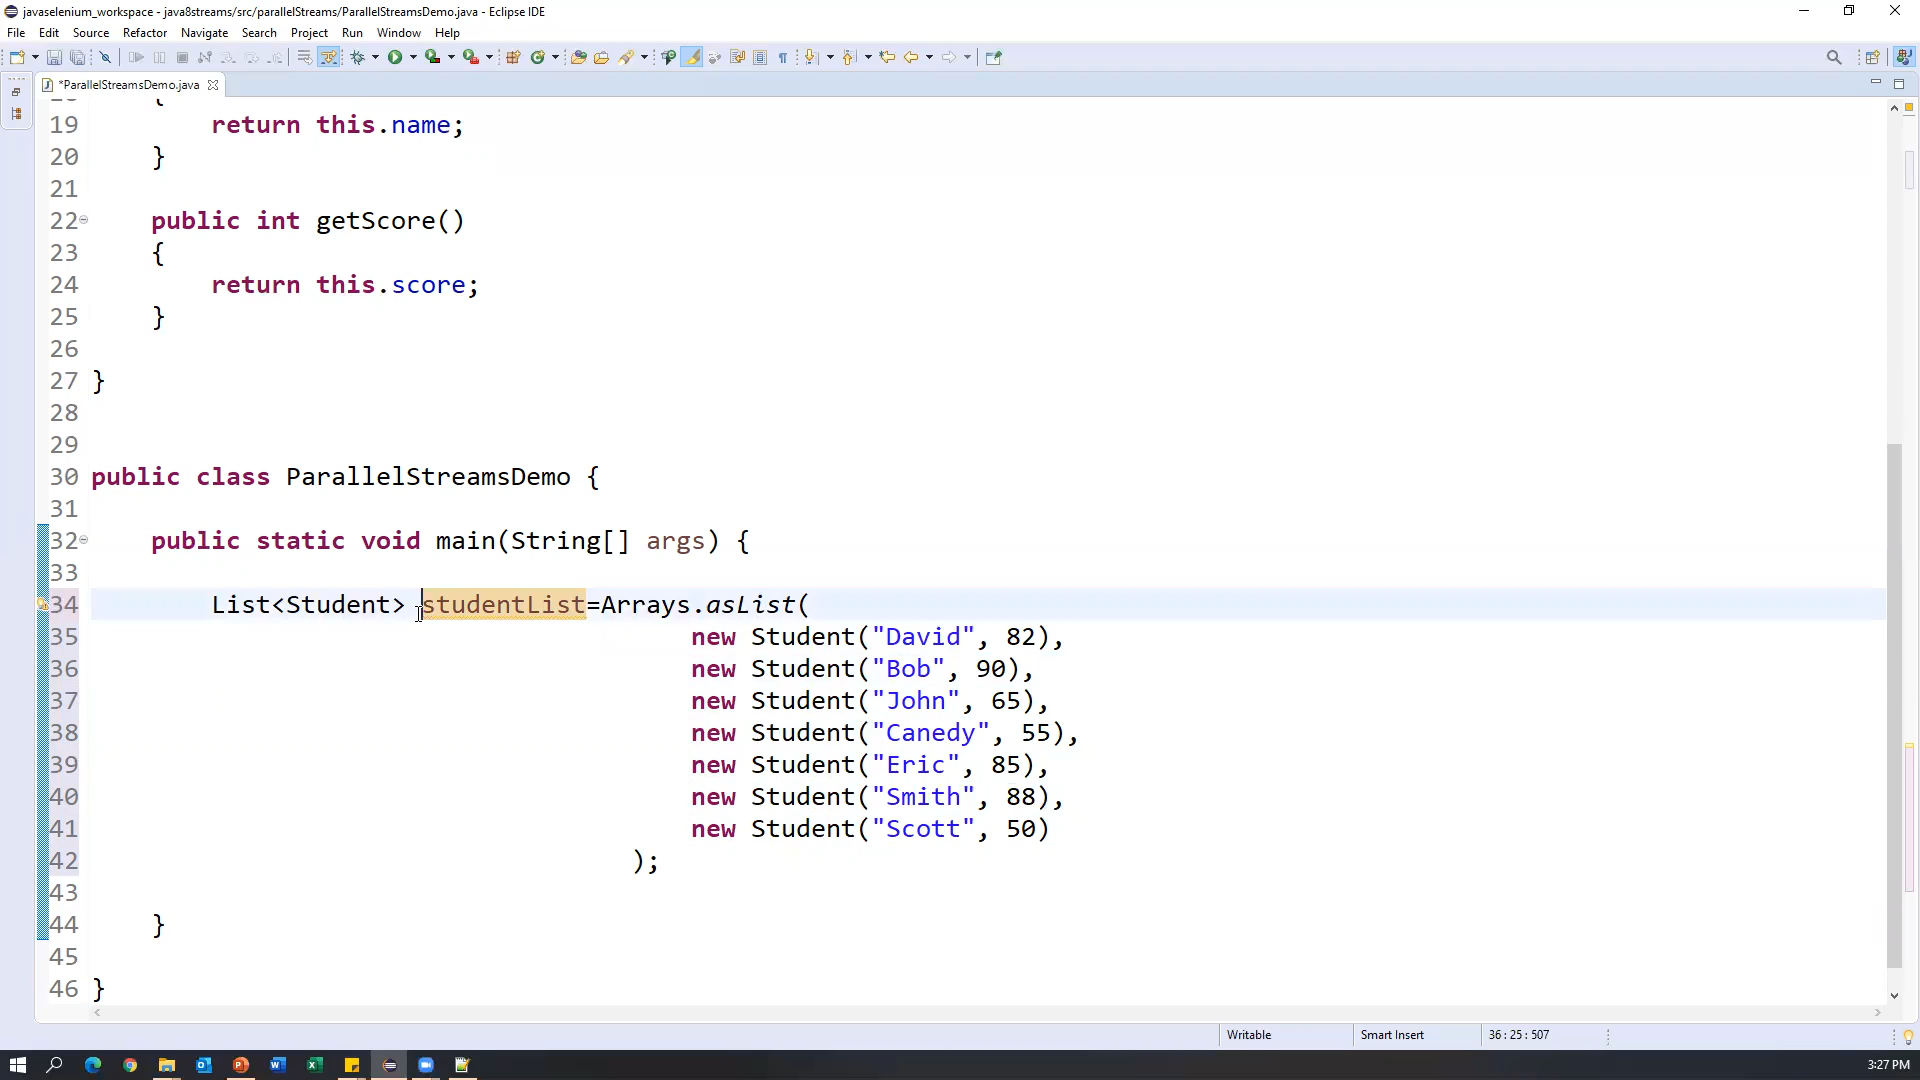 javaselenium_workspace - java8streams/src/parallelStreams/ParallelStreamsDemo.java - Eclipse IDE
File Edit Source Refactor Navigate Search Project Run Window Help
*ParallelStreamsDemo.java
{
19 return this.name;
20 }
21
22 public int getScore()
23 {
24 return this.score;
25 }
26
27 }
28
29
30 public class ParallelStreamsDemo {
31
32 public static void main(String[] args) {
33
34 List<Student> studentList=Arrays.asList(
35 new Student("David", 82),
36 new Student("Bob", 90),
37 new Student("John", 65),
38 new Student("Canedy", 55),
39 new Student("Eric", 85),
40 new Student("Smith", 88),
41 new Student("Scott", 50)
42 );
43
44 }
45
46 }
Writable Smart Insert 36 : 25 : 507
3:27 PM